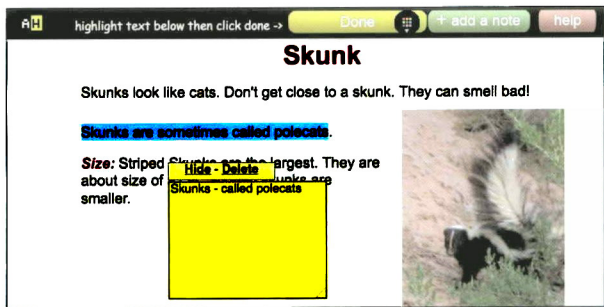 AH highlight text below then click done -> Done + add a note help
Skunk
Skunks look like cats. Don't get close to a skunk. They can smell bad!
Skunks are sometimes called polecats.
Size: Striped Skunks are the largest. They are
about size of
Hide - Delete
skunks are
smaller.
Skunks - called polecats